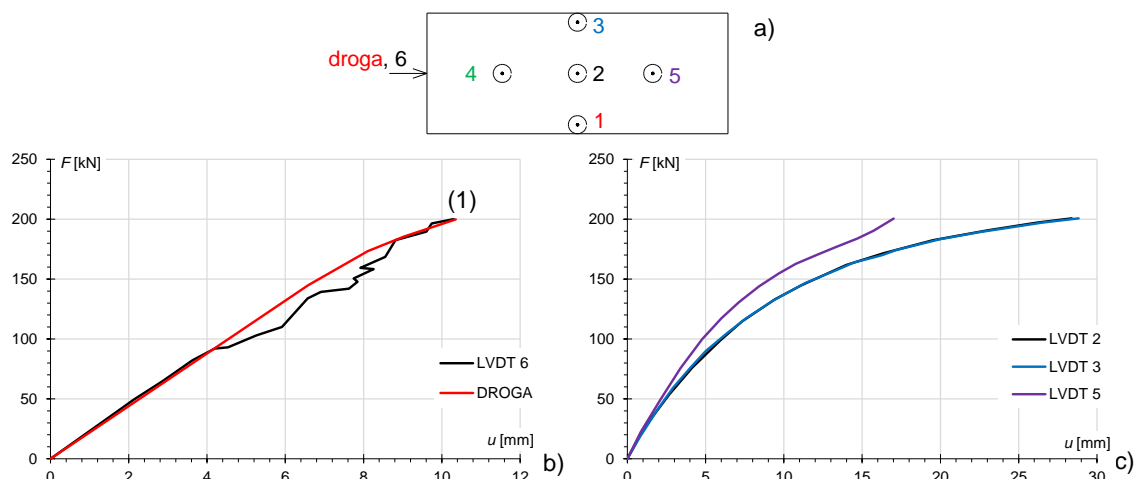 a)
3
droga, 6
4
2
5
1
F [kN]
250
200
150
100
50
0
0 2 4 6 8 10 12
(1)
LVDT 6
DROGA
u [mm]
b)
F [kN]
250
200
150
100
50
0
0 5 10 15 20 25 30
LVDT 2
LVDT 3
LVDT 5
u [mm]
c)